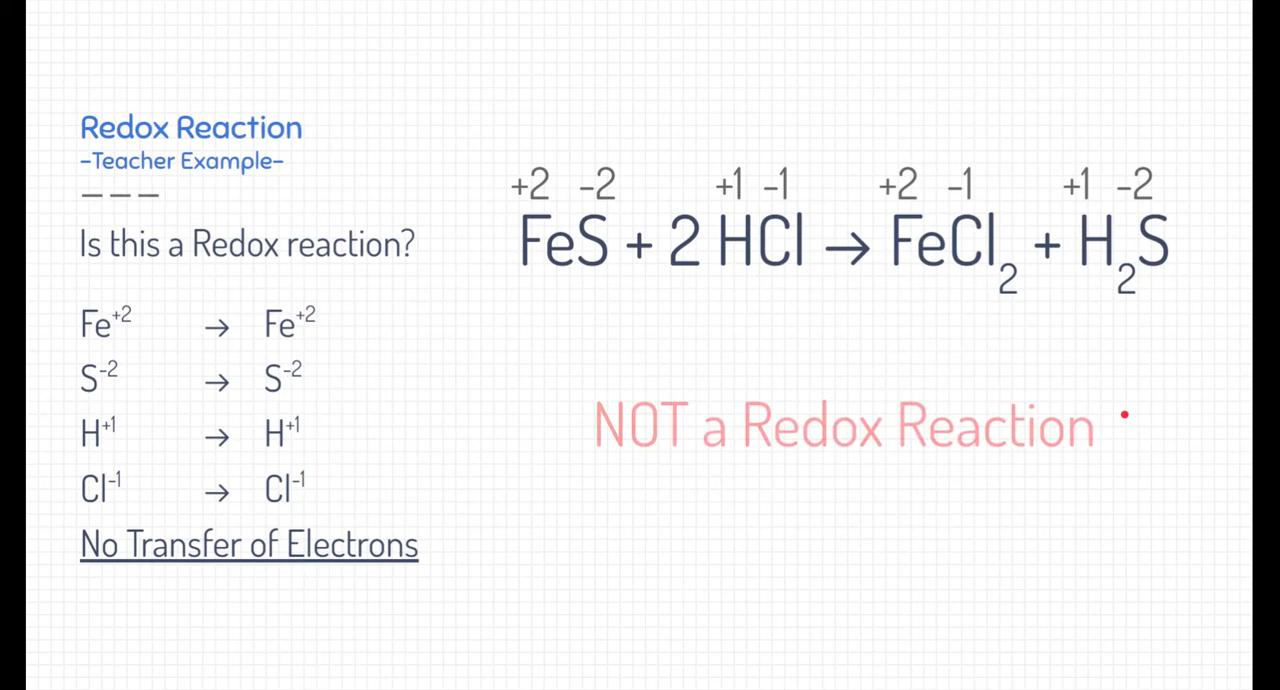 Redox Reaction
-Teacher Example-
Is this a Redox reaction?
Fe⁺² → Fe⁺²
S⁻² → S⁻²
H⁺¹ → H⁺¹
Cl⁻¹ → Cl⁻¹
No Transfer of Electrons
+2 -2 +1 -1 +2 -1 +1 -2
FeS + 2 HCl → FeCl₂ + H₂S
NOT a Redox Reaction